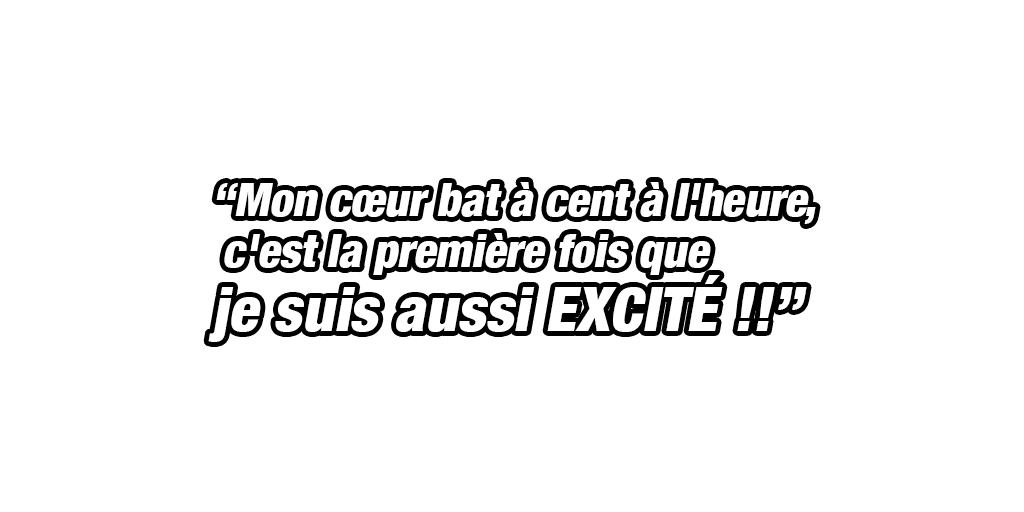 “Mon cœur bat à cent à l'heure,
c'est la première fois que
je suis aussi EXCITÉ !!”